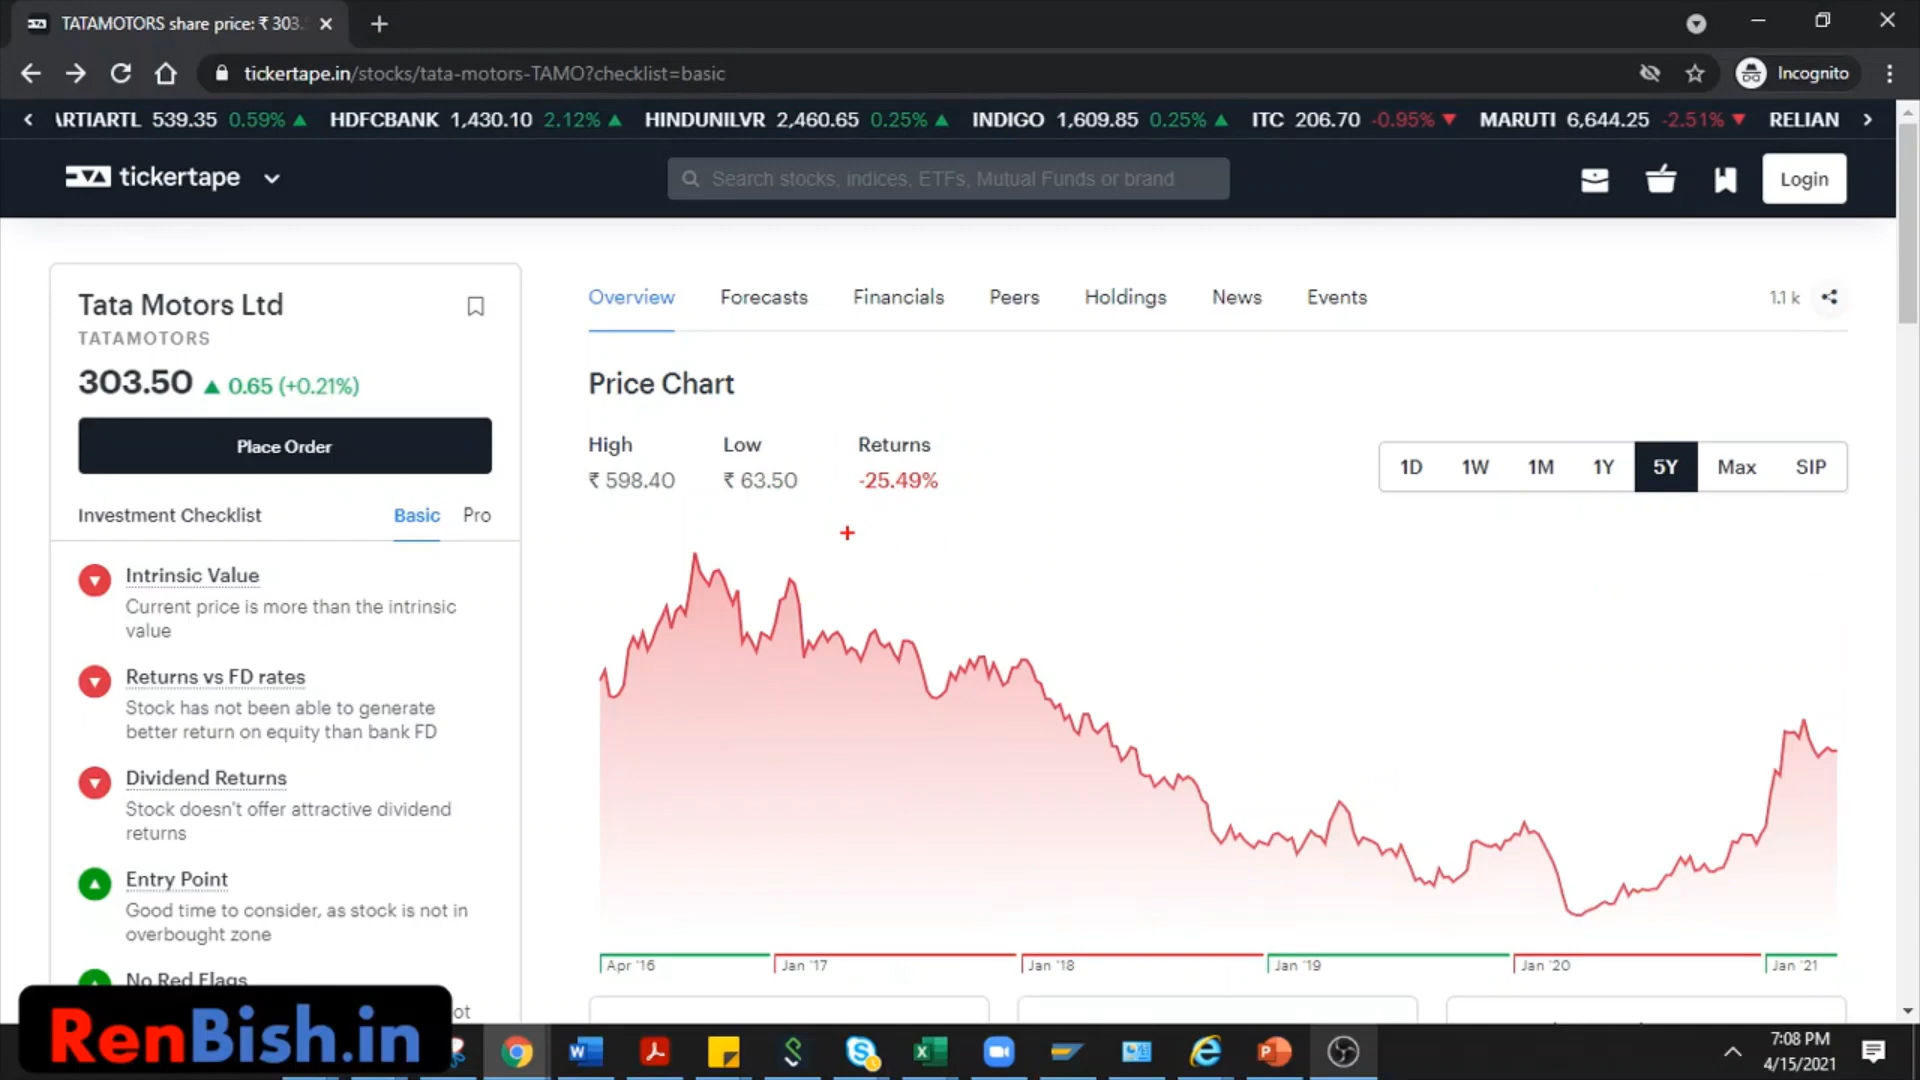 TATAMOTORS share price: ₹ 303.
tickertape.in/stocks/tata-motors-TAMO?checklist=basic
Incognito
ARTIARTL 539.35 0.59% ▲ HDFCBANK 1,430.10 2.12% ▲ HINDUNILVR 2,460.65 0.25% ▲ INDIGO 1,609.85 0.25% ▲ ITC 206.70 -0.95% ▼ MARUTI 6,644.25 -2.51% ▼ RELIAN
tickertape
Search stocks, indices, ETFs, Mutual Funds or brand
Login
Tata Motors Ltd
TATAMOTORS
303.50 ▲ 0.65 (+0.21%)
Place Order
Investment Checklist Basic Pro
Intrinsic Value
Current price is more than the intrinsic
value
Returns vs FD rates
Stock has not been able to generate
better return on equity than bank FD
Dividend Returns
Stock doesn't offer attractive dividend
returns
Entry Point
Good time to consider, as stock is not in
overbought zone
No Red Flags
ot
Overview Forecasts Financials Peers Holdings News Events
1.1 k
Price Chart
High Low Returns
₹ 598.40 ₹ 63.50 -25.49%
1D 1W 1M 1Y 5Y Max SIP
Apr '16 Jan '17 Jan '18 Jan '19 Jan '20 Jan '21
RenBish.in
7:08 PM
4/15/2021